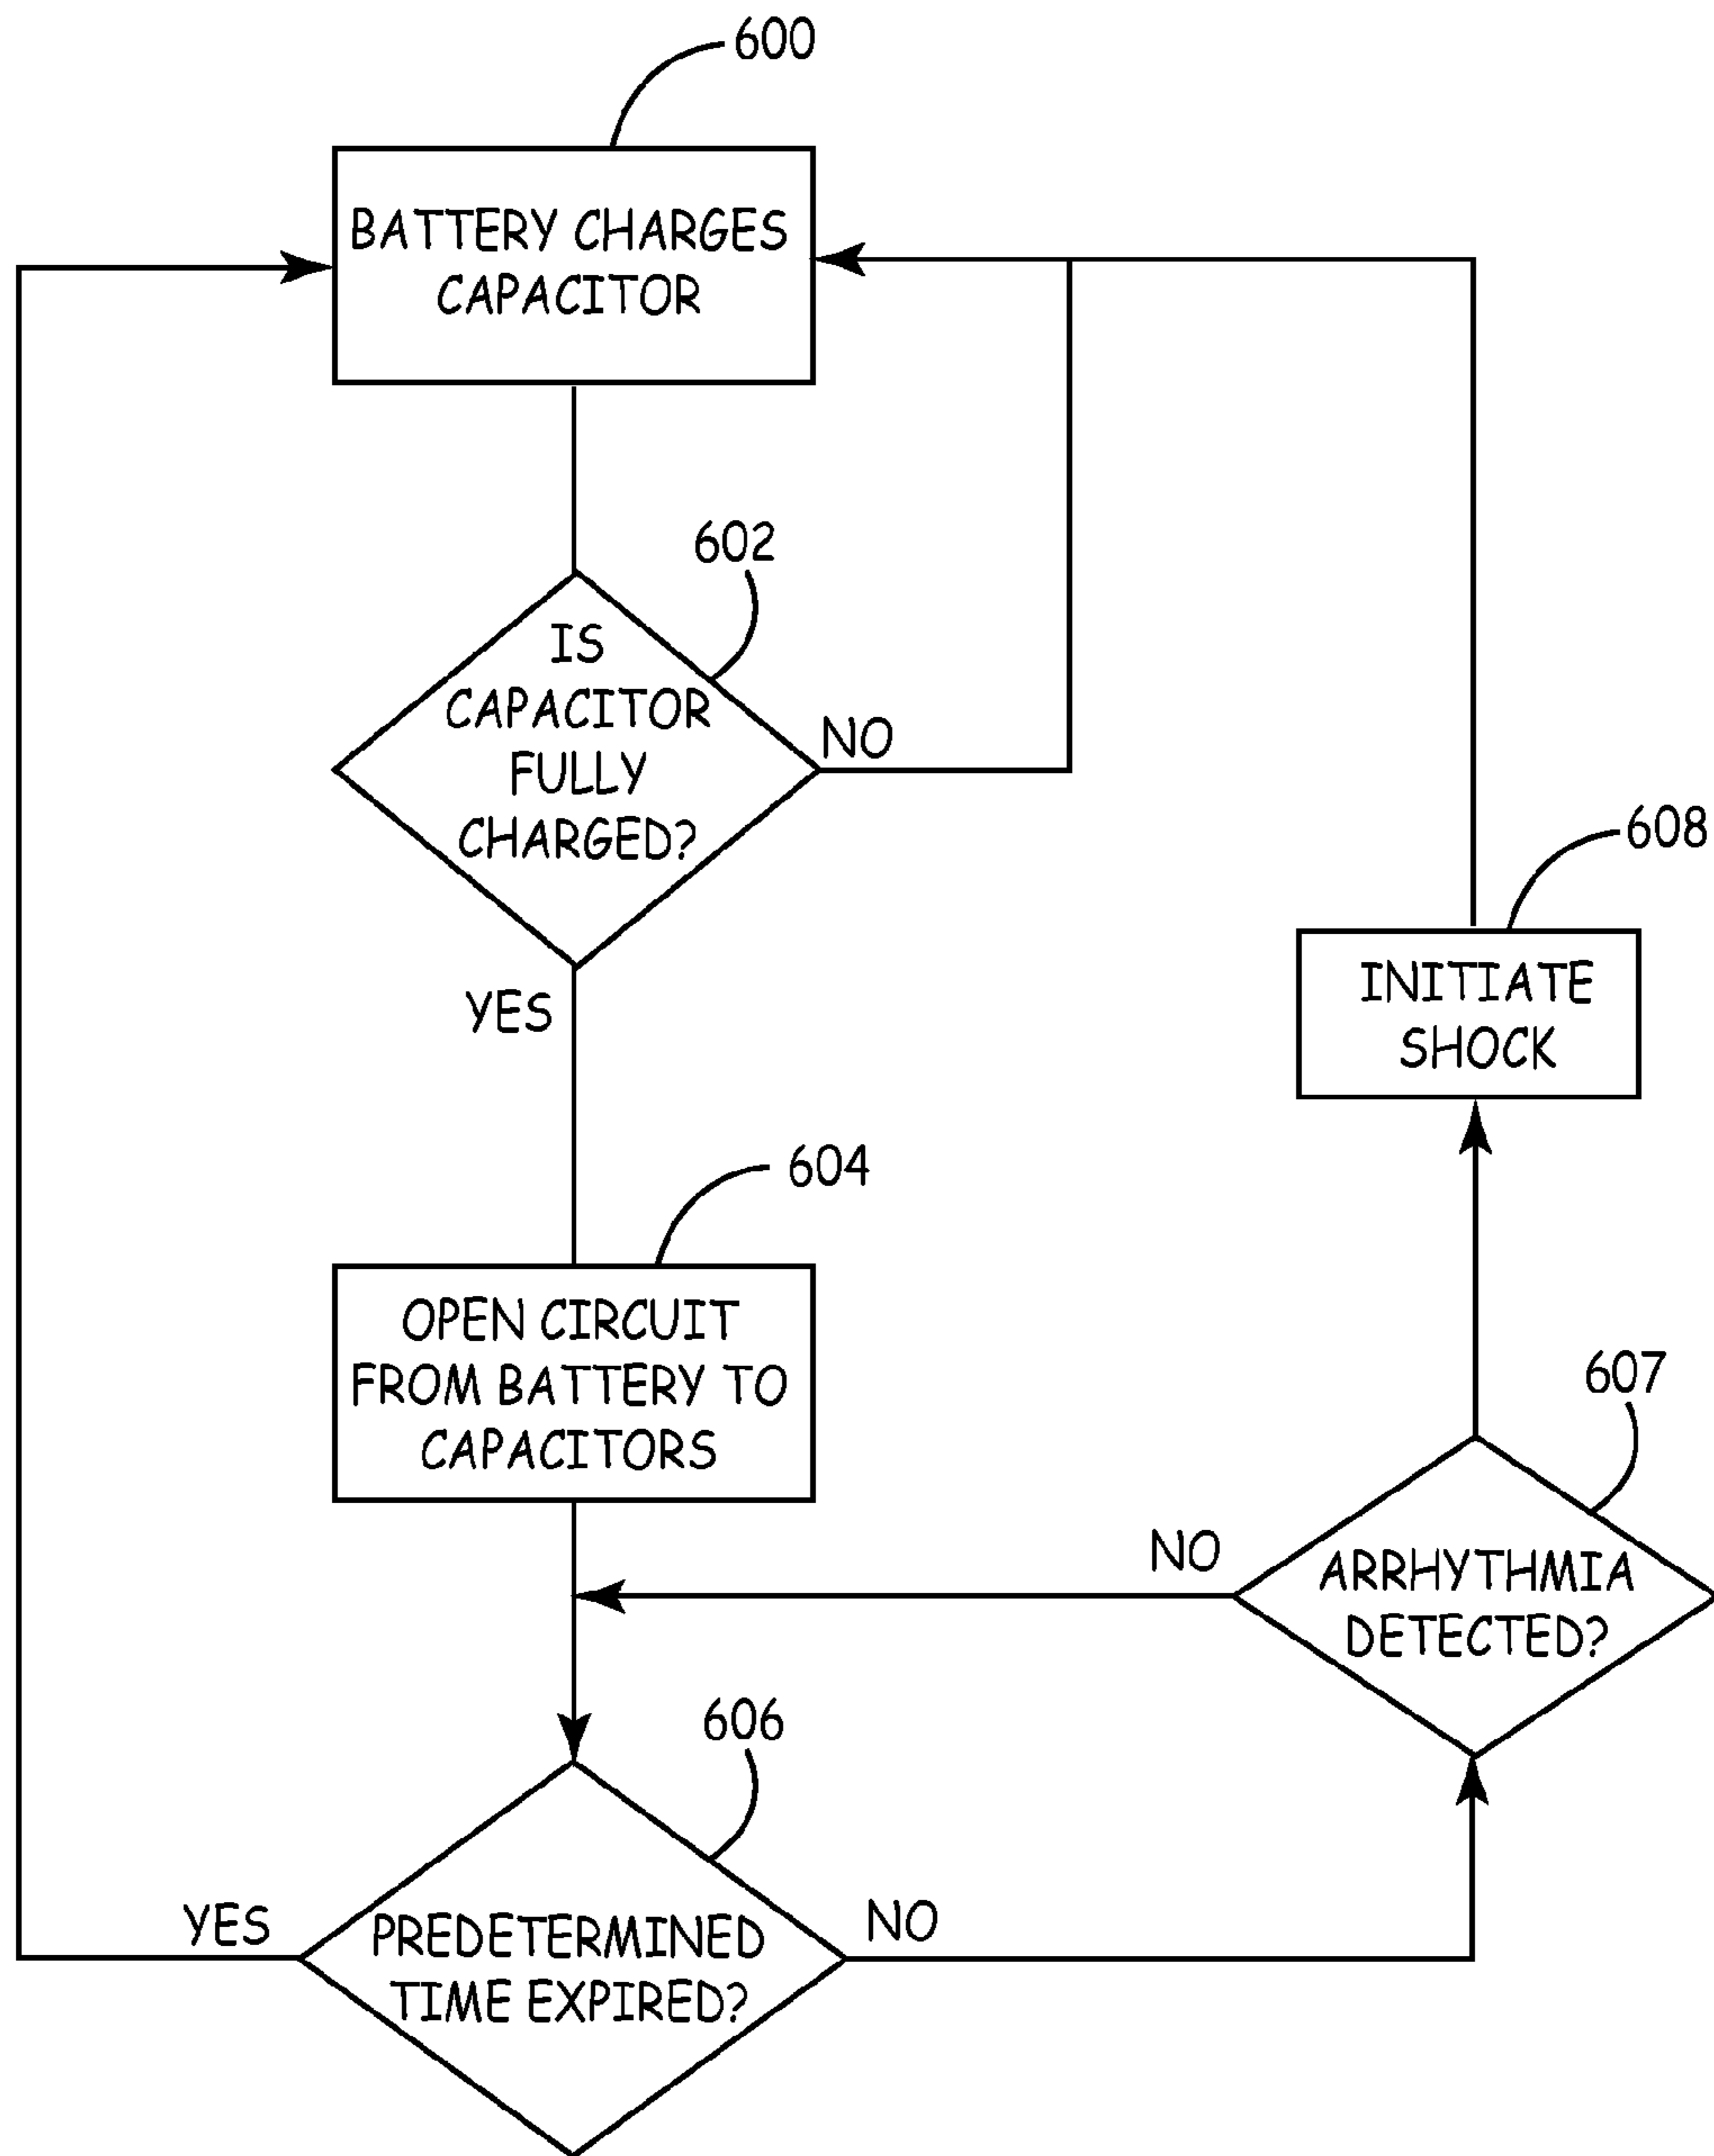 600
BATTERY CHARGES
CAPACITOR
602
IS
CAPACITOR
FULLY
CHARGED?
NO
YES
608
INITIATE
SHOCK
604
OPEN CIRCUIT
FROM BATTERY TO
CAPACITORS
607
NO
ARRHYTHMIA
DETECTED?
606
YES
PREDETERMINED
TIME EXPIRED?
NO